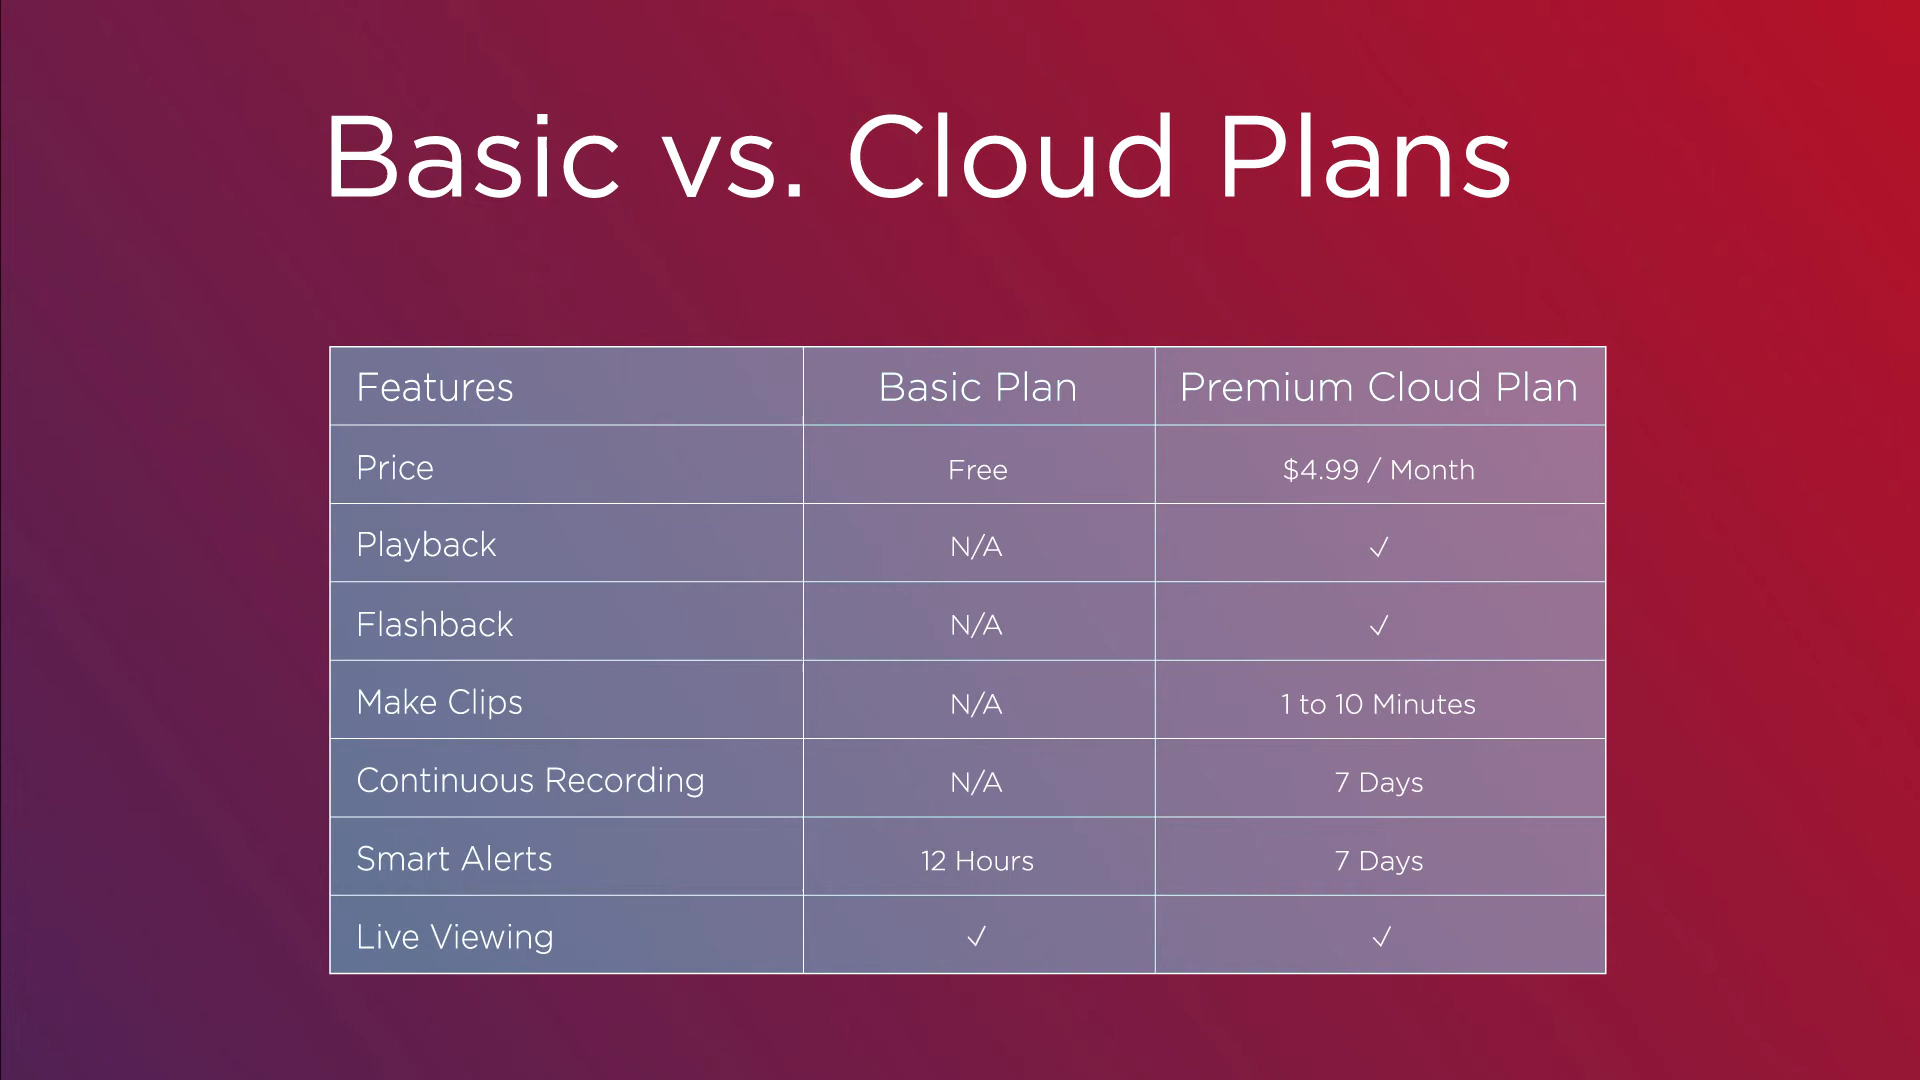 Basic vs. Cloud Plans
Features Basic Plan Premium Cloud Plan
Price Free $4.99 / Month
Playback N/A ✓
Flashback N/A ✓
Make Clips N/A 1 to 10 Minutes
Continuous Recording N/A 7 Days
Smart Alerts 12 Hours 7 Days
Live Viewing ✓ ✓